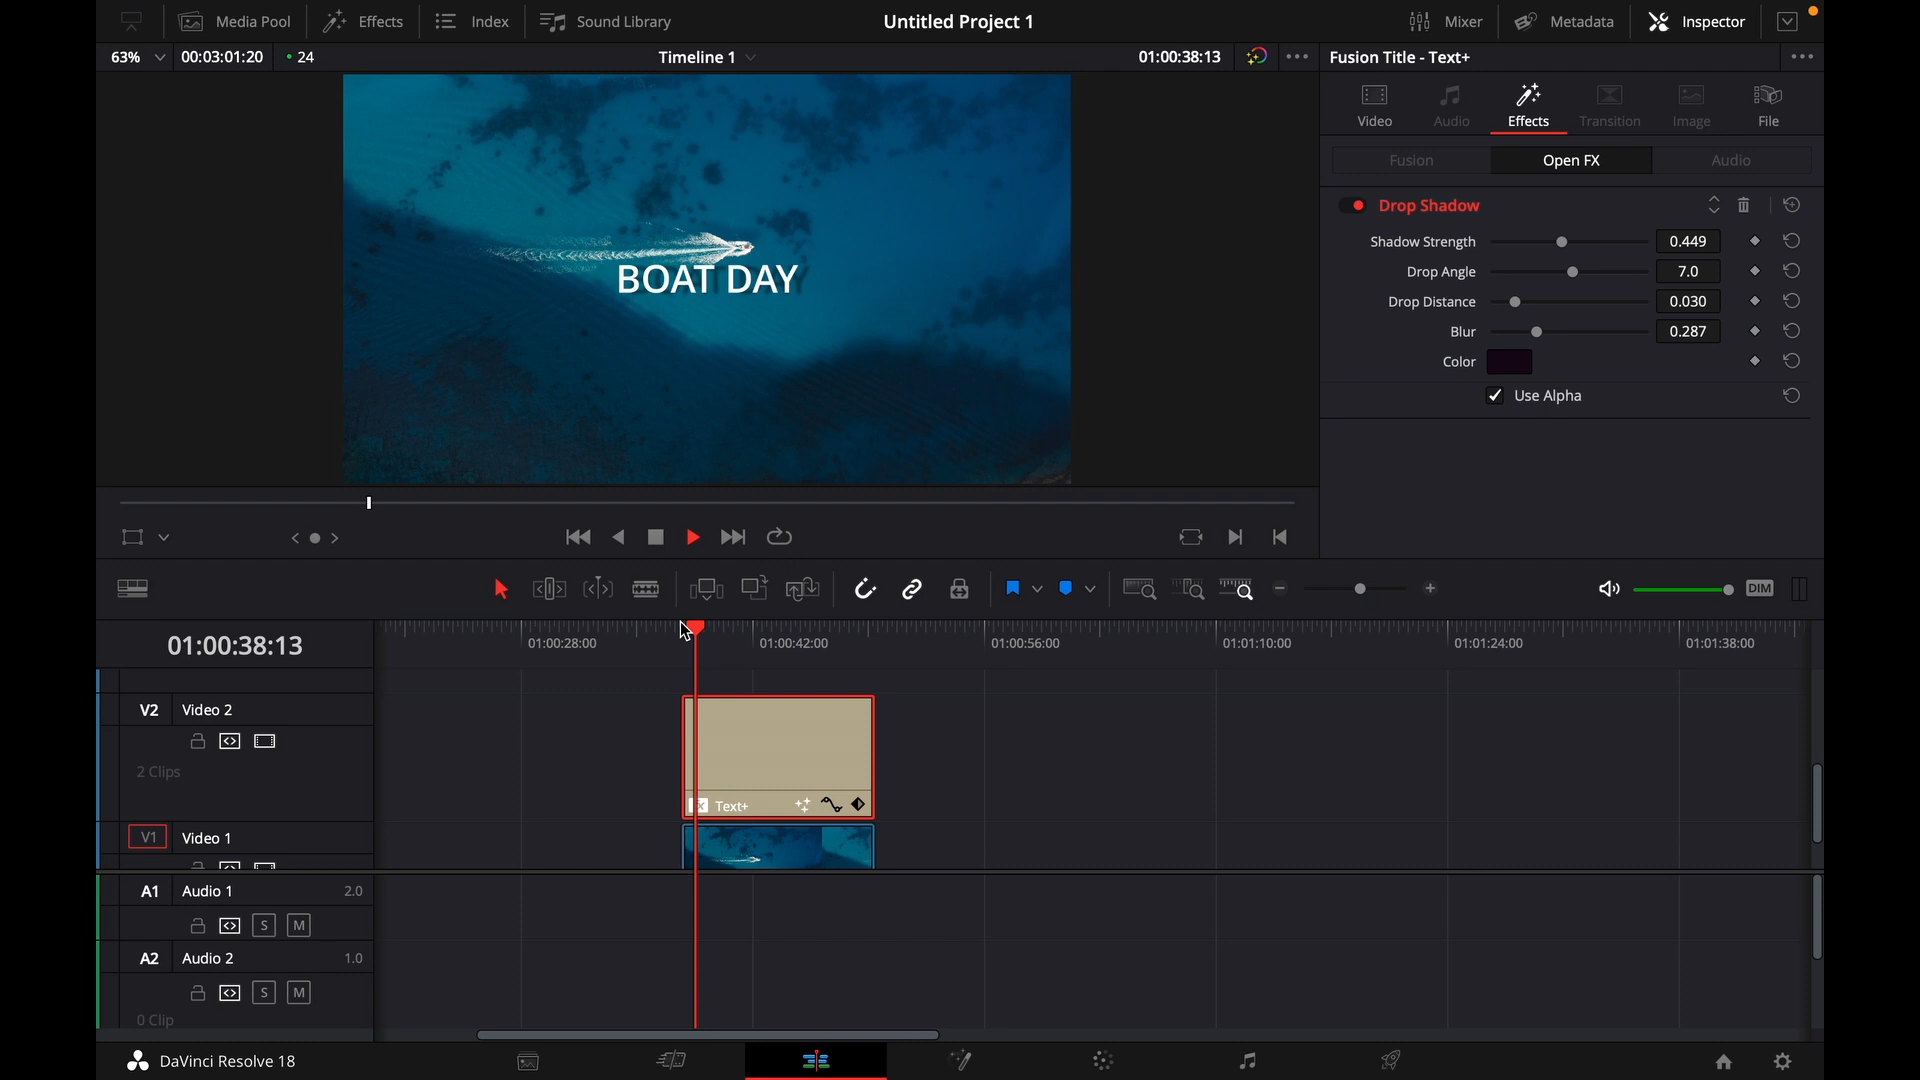 Media Pool
Effects
Index
Sound Library
Untitled Project 1
Mixer
Metadata
Inspector
63%
00:03:01:20
24
Timeline 1
01:00:38:13
Fusion Title - Text+
Video
Audio
Effects
Transition
Image
File
Fusion
Open FX
Audio
Drop Shadow
Shadow Strength
0.449
Drop Angle
7.0
Drop Distance
0.030
Blur
0.287
Color
Use Alpha
BOAT DAY
DIM
01:00:38:13
01:00:28:00
01:00:42:00
01:00:56:00
01:01:10:00
01:01:24:00
01:01:38:00
V2
Video 2
2 Clips
Text+
V1
Video 1
A1
Audio 1
2.0
S
M
A2
Audio 2
1.0
S
M
0 Clip
DaVinci Resolve 18